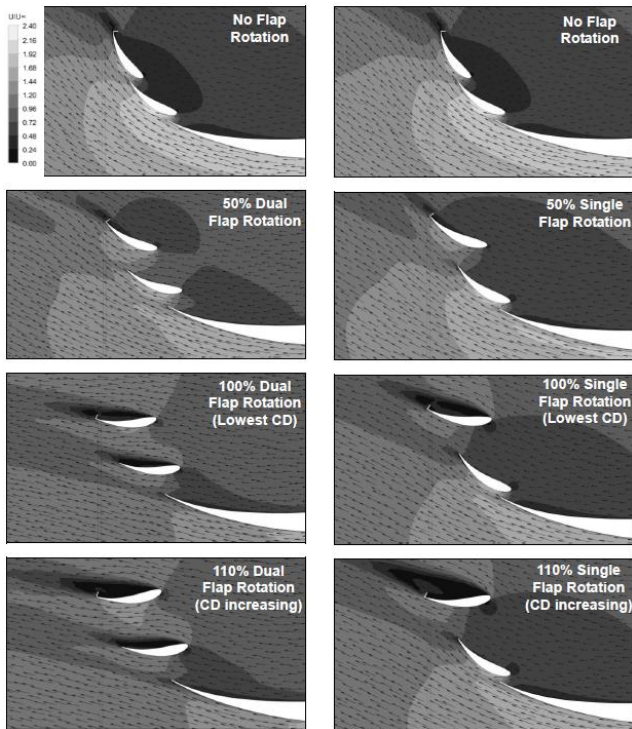 U/U∞
2.40
2.16
1.92
1.68
1.44
1.20
0.96
0.72
0.48
0.24
0.00
No Flap
Rotation
No Flap
Rotation
50% Dual
Flap Rotation
50% Single
Flap Rotation
100% Dual
Flap Rotation
(Lowest CD)
100% Single
Flap Rotation
(Lowest CD)
110% Dual
Flap Rotation
(CD increasing)
110% Single
Flap Rotation
(CD increasing)